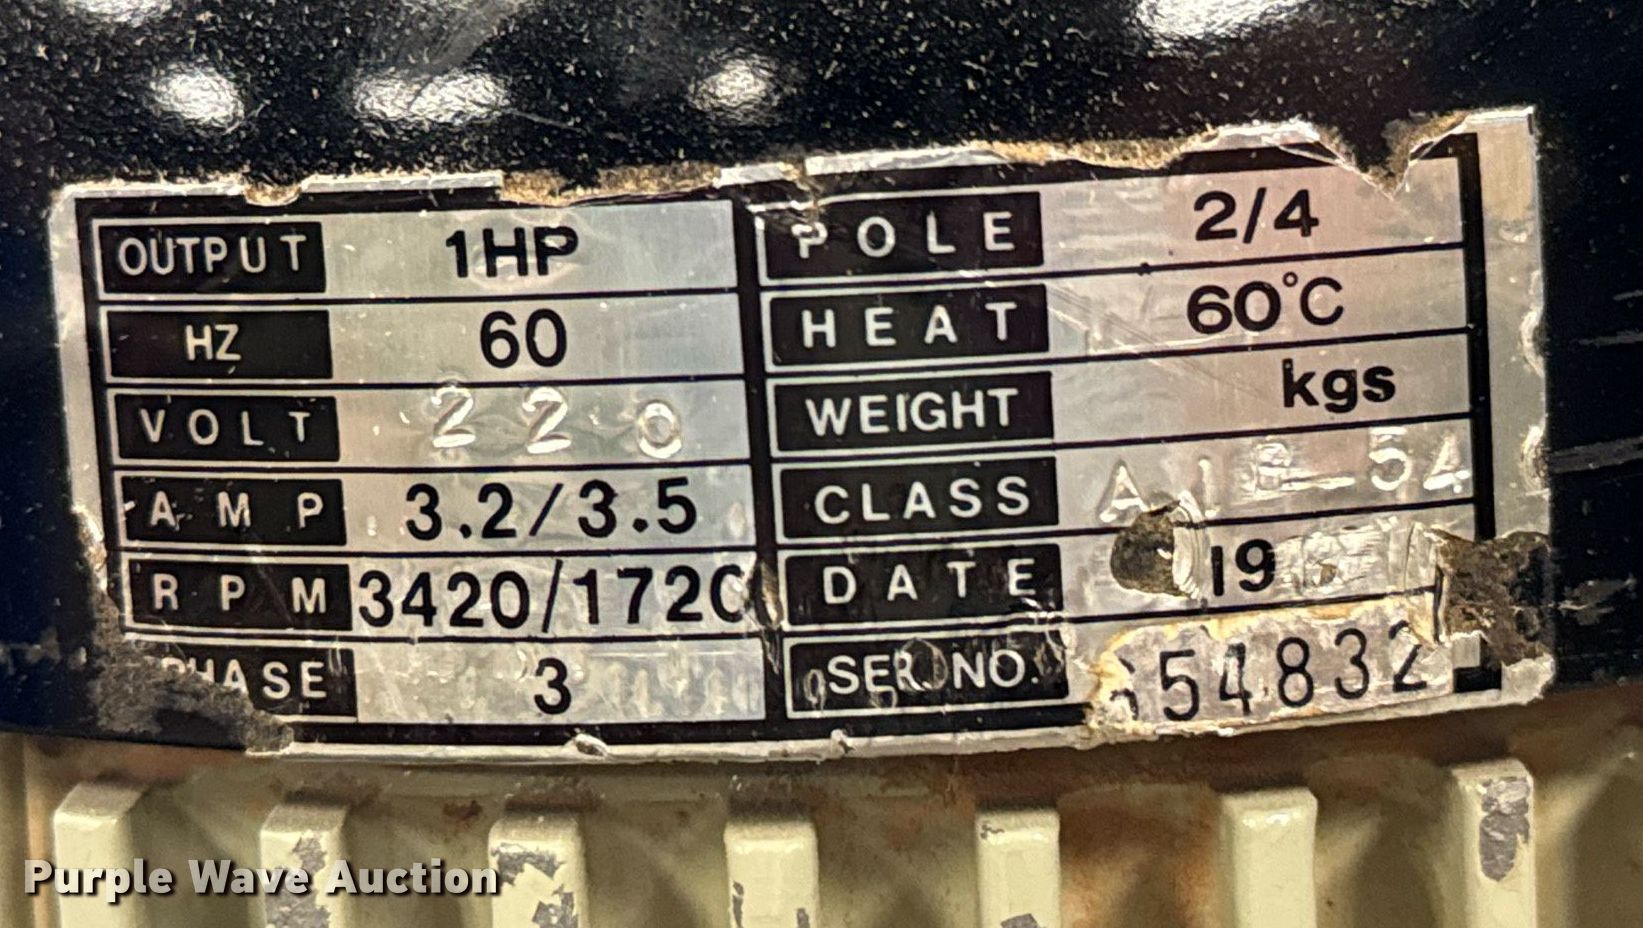 OUTPUT 1HP POLE 2/4
HZ 60 HEAT 60°C
VOLT 220 WEIGHT kgs
AMP 3.2/3.5 CLASS
RPM 3420/1720 DATE 19
PHASE 3 SER NO. 54832
Purple Wave Auction